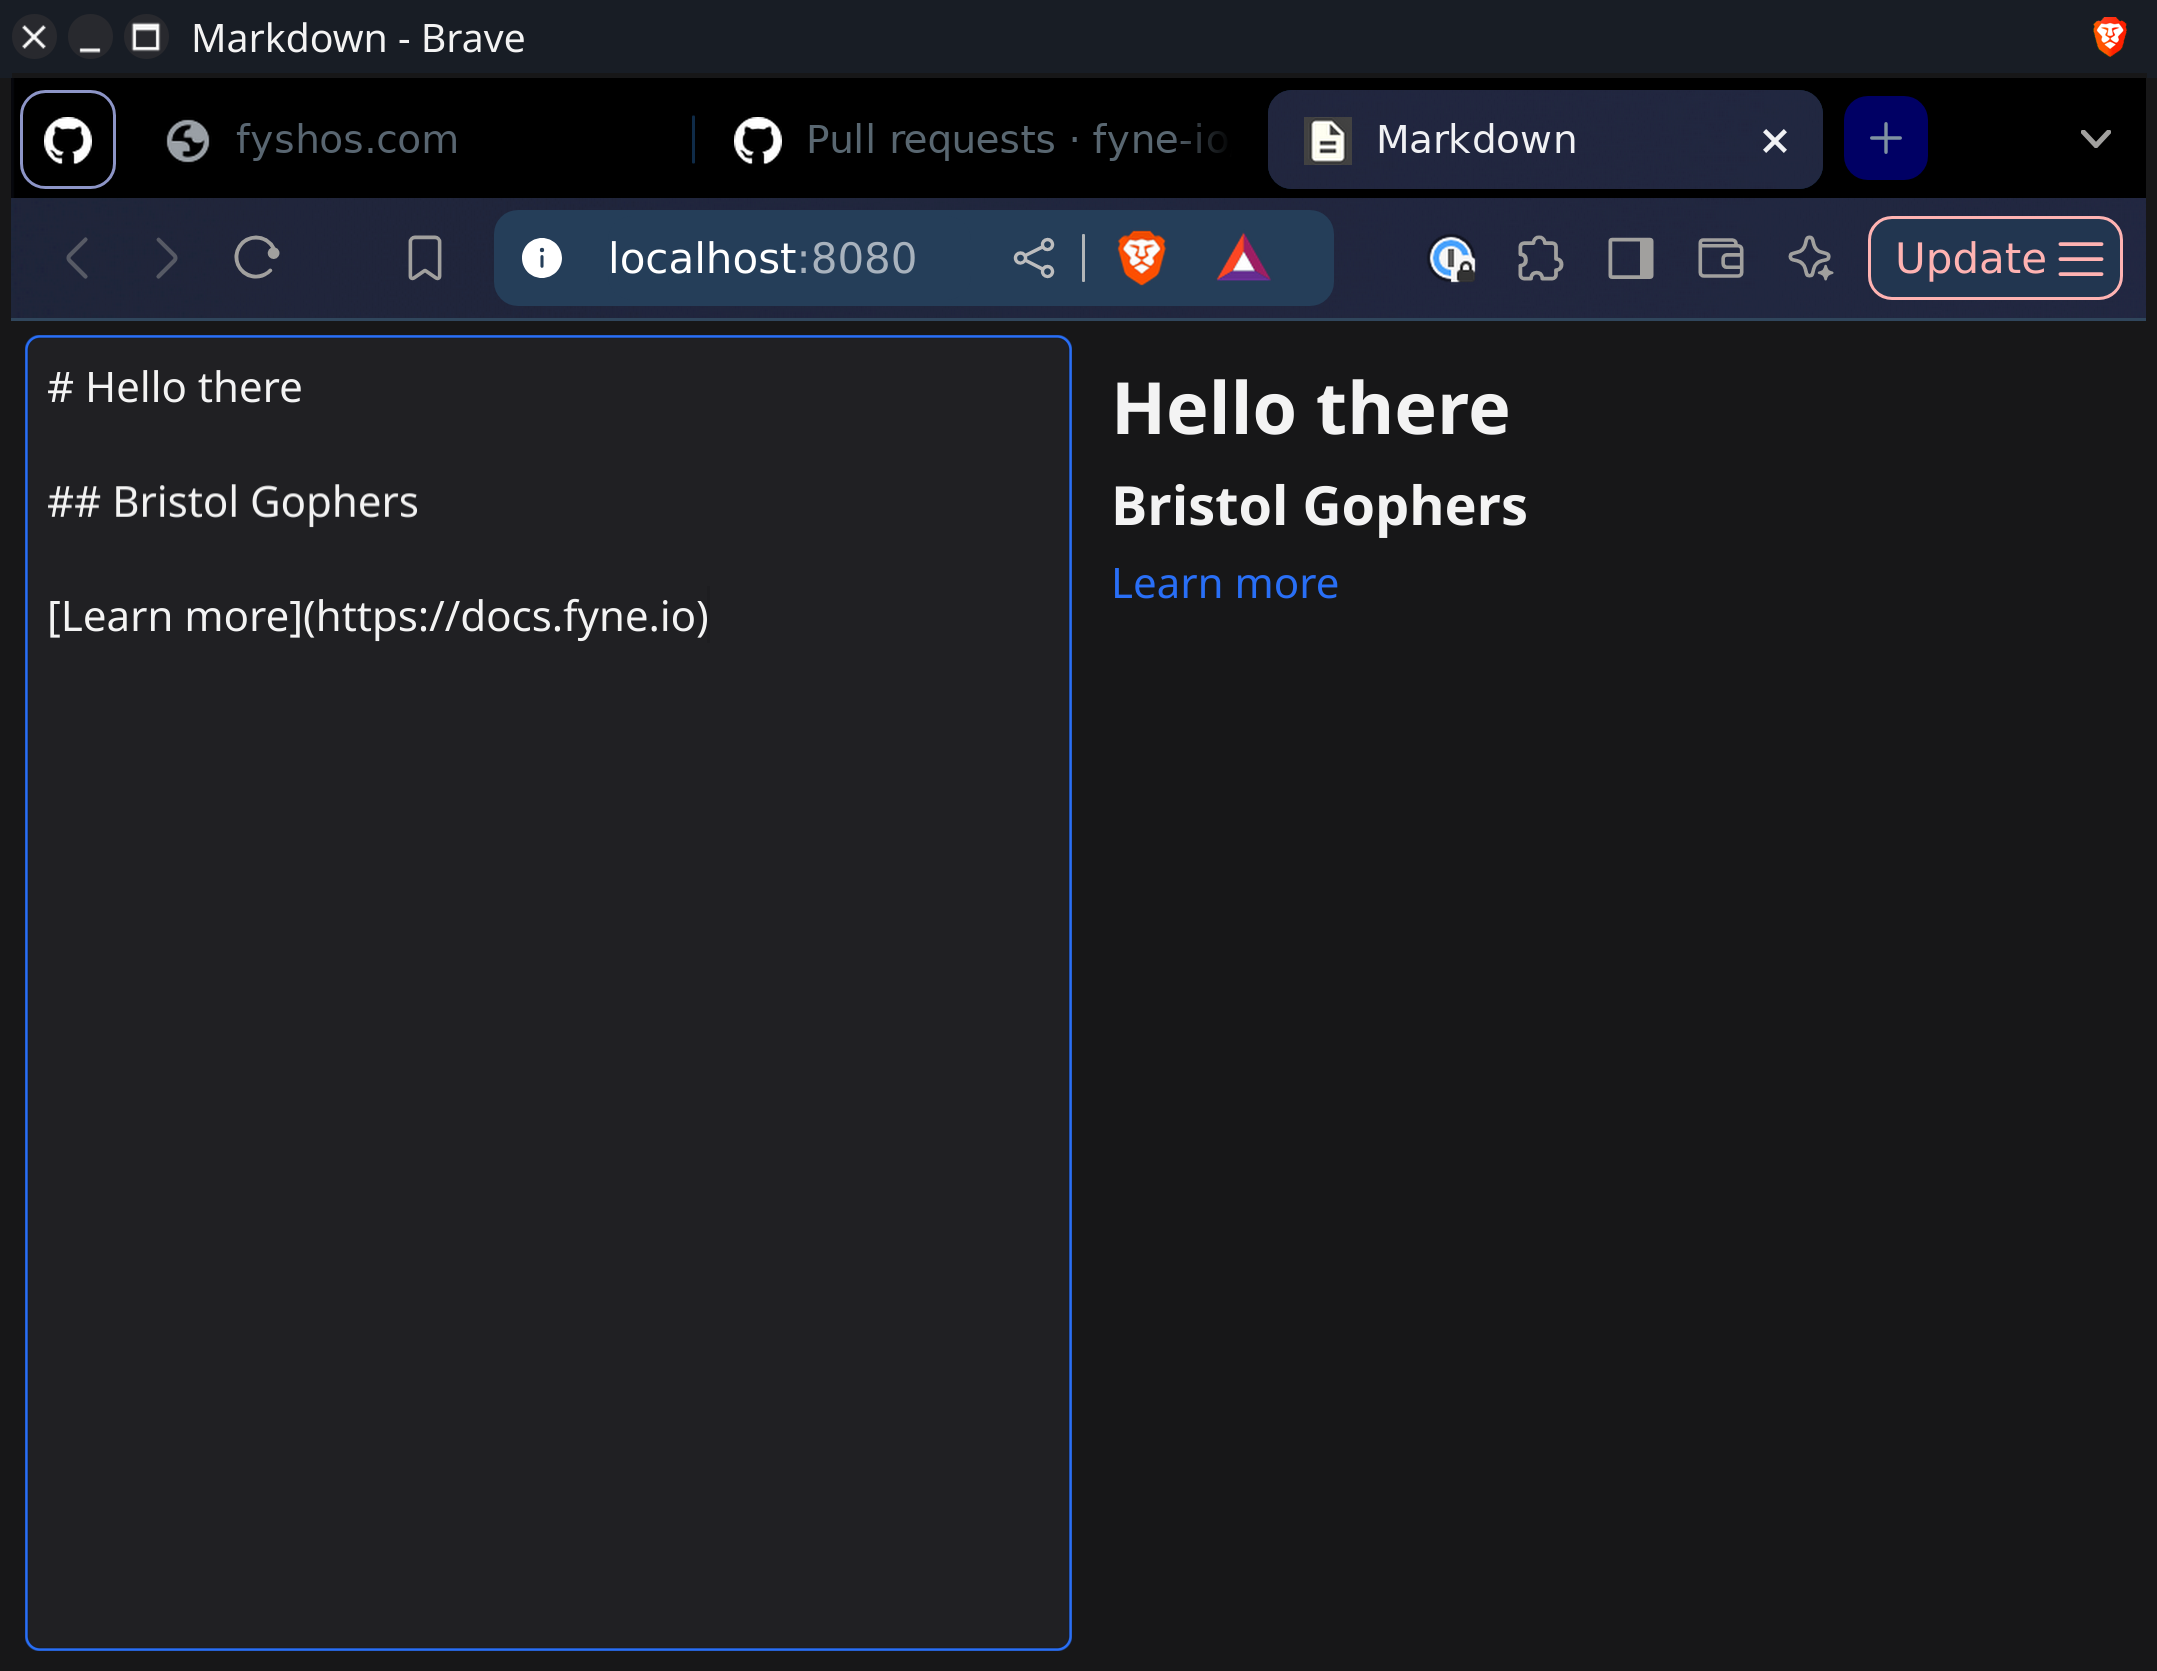 Markdown - Brave
fyshos.com
Pull requests · fyne-io
Markdown
localhost:8080
Update
# Hello there
## Bristol Gophers
[Learn more](https://docs.fyne.io)
Hello there
Bristol Gophers
Learn more